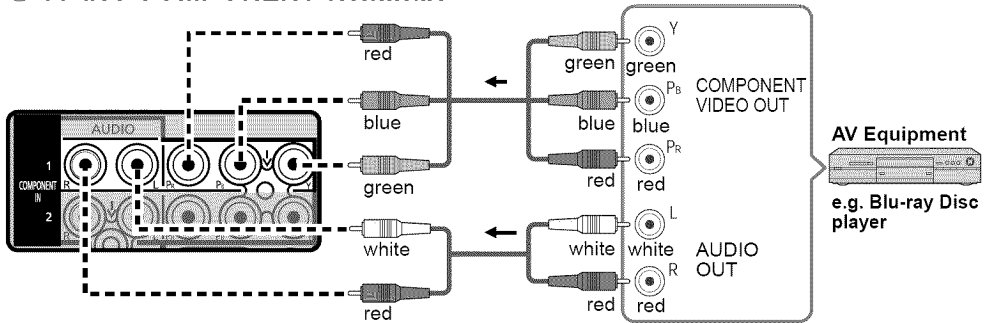 red
blue
green
white
red
green
blue
red
white
red
Y
green
PB
blue
PR
red
L
white
R
red
COMPONENT
VIDEO OUT
AUDIO
OUT
AV Equipment
e.g. Blu-ray Disc
player
AUDIO
1
COMPONENT
IN
2
R
L
PR
PB
Y
R